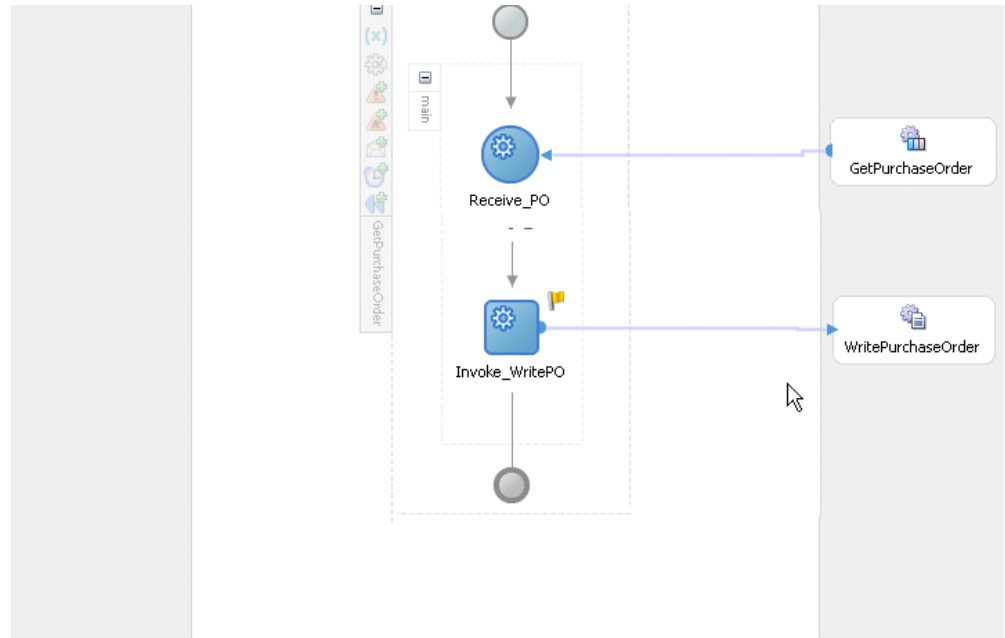 (x)
main
GetPurchaseOrder
Receive_PO
GetPurchaseOrder
Invoke_WritePO
WritePurchaseOrder